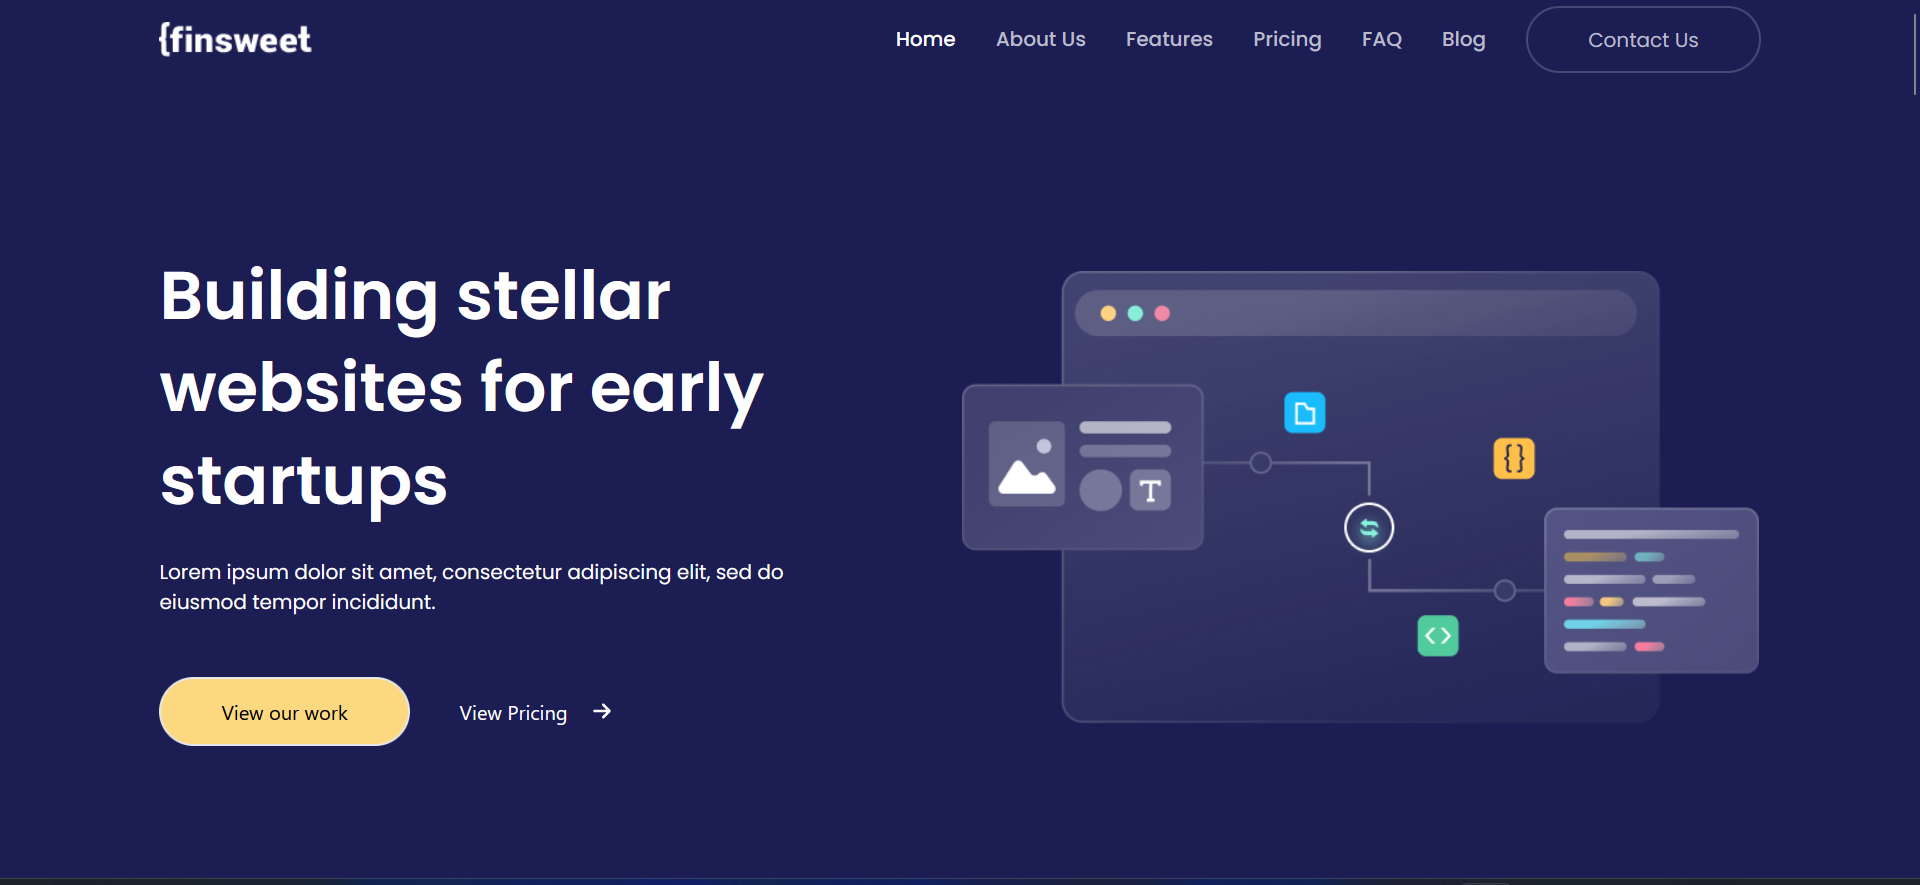 {finsweet
Home About Us Features Pricing FAQ Blog Contact Us
Building stellar
websites for early
startups
Lorem ipsum dolor sit amet, consectetur adipiscing elit, sed do
eiusmod tempor incididunt.
View our work View Pricing →
T
{}
<>